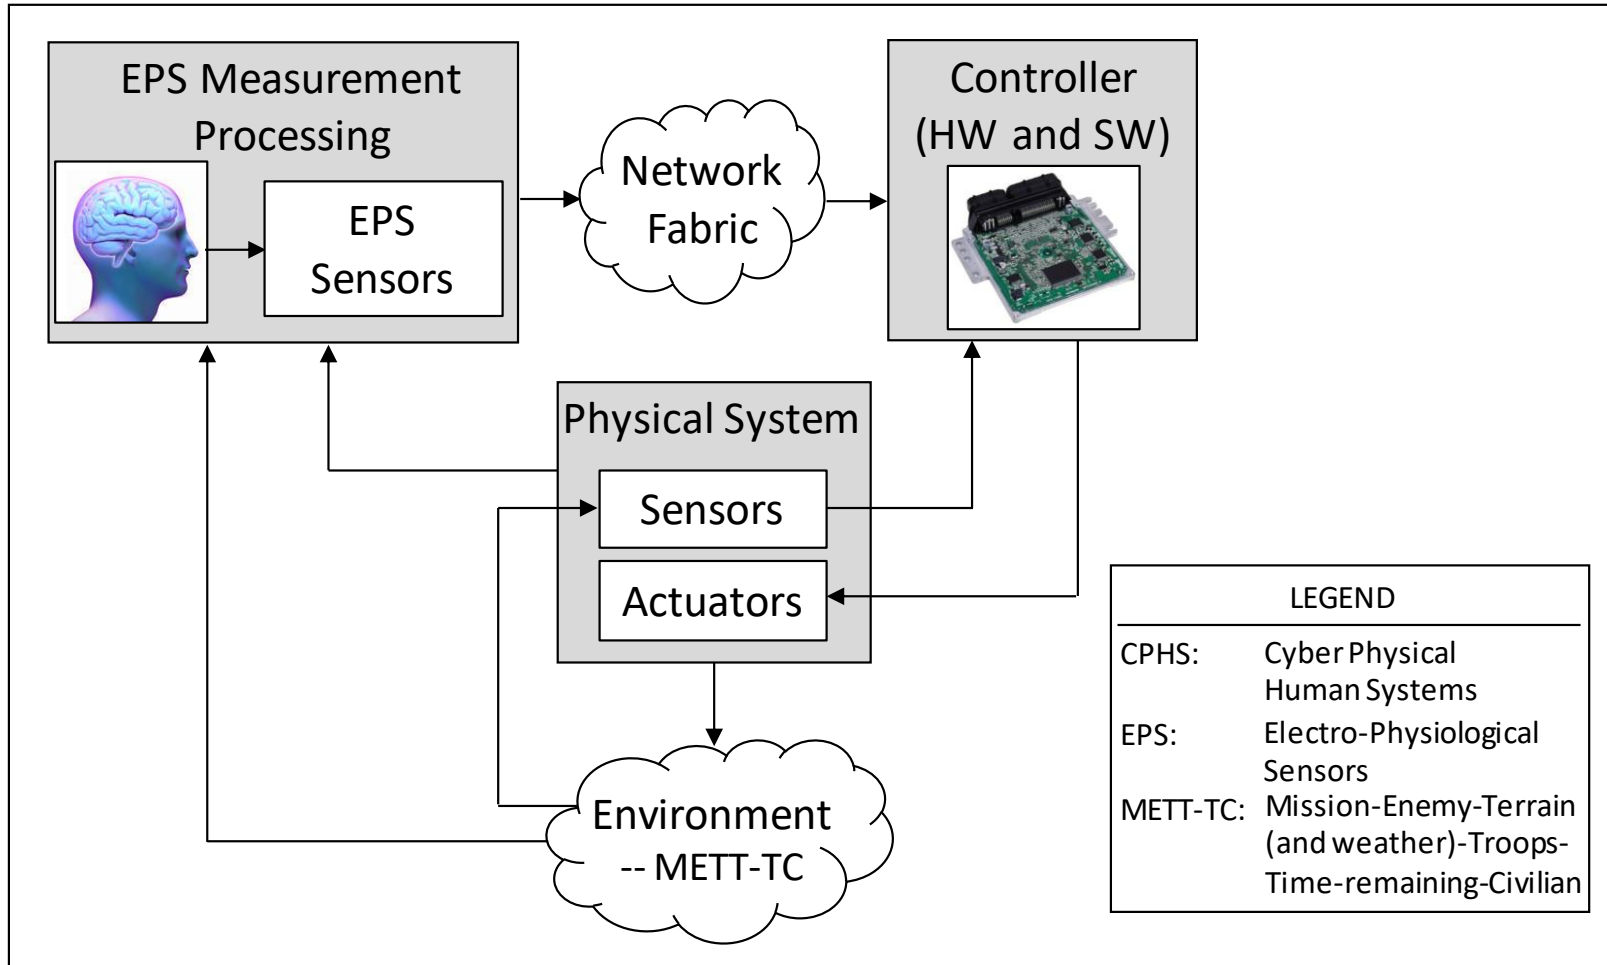 EPS Measurement
Processing
EPS
Sensors
Network
Fabric
Controller
(HW and SW)
Physical System
Sensors
Actuators
Environment
-- METT-TC
LEGEND
CPHS: Cyber Physical
Human Systems
EPS: Electro-Physiological
Sensors
METT-TC: Mission-Enemy-Terrain
(and weather)-Troops-
Time-remaining-Civilian